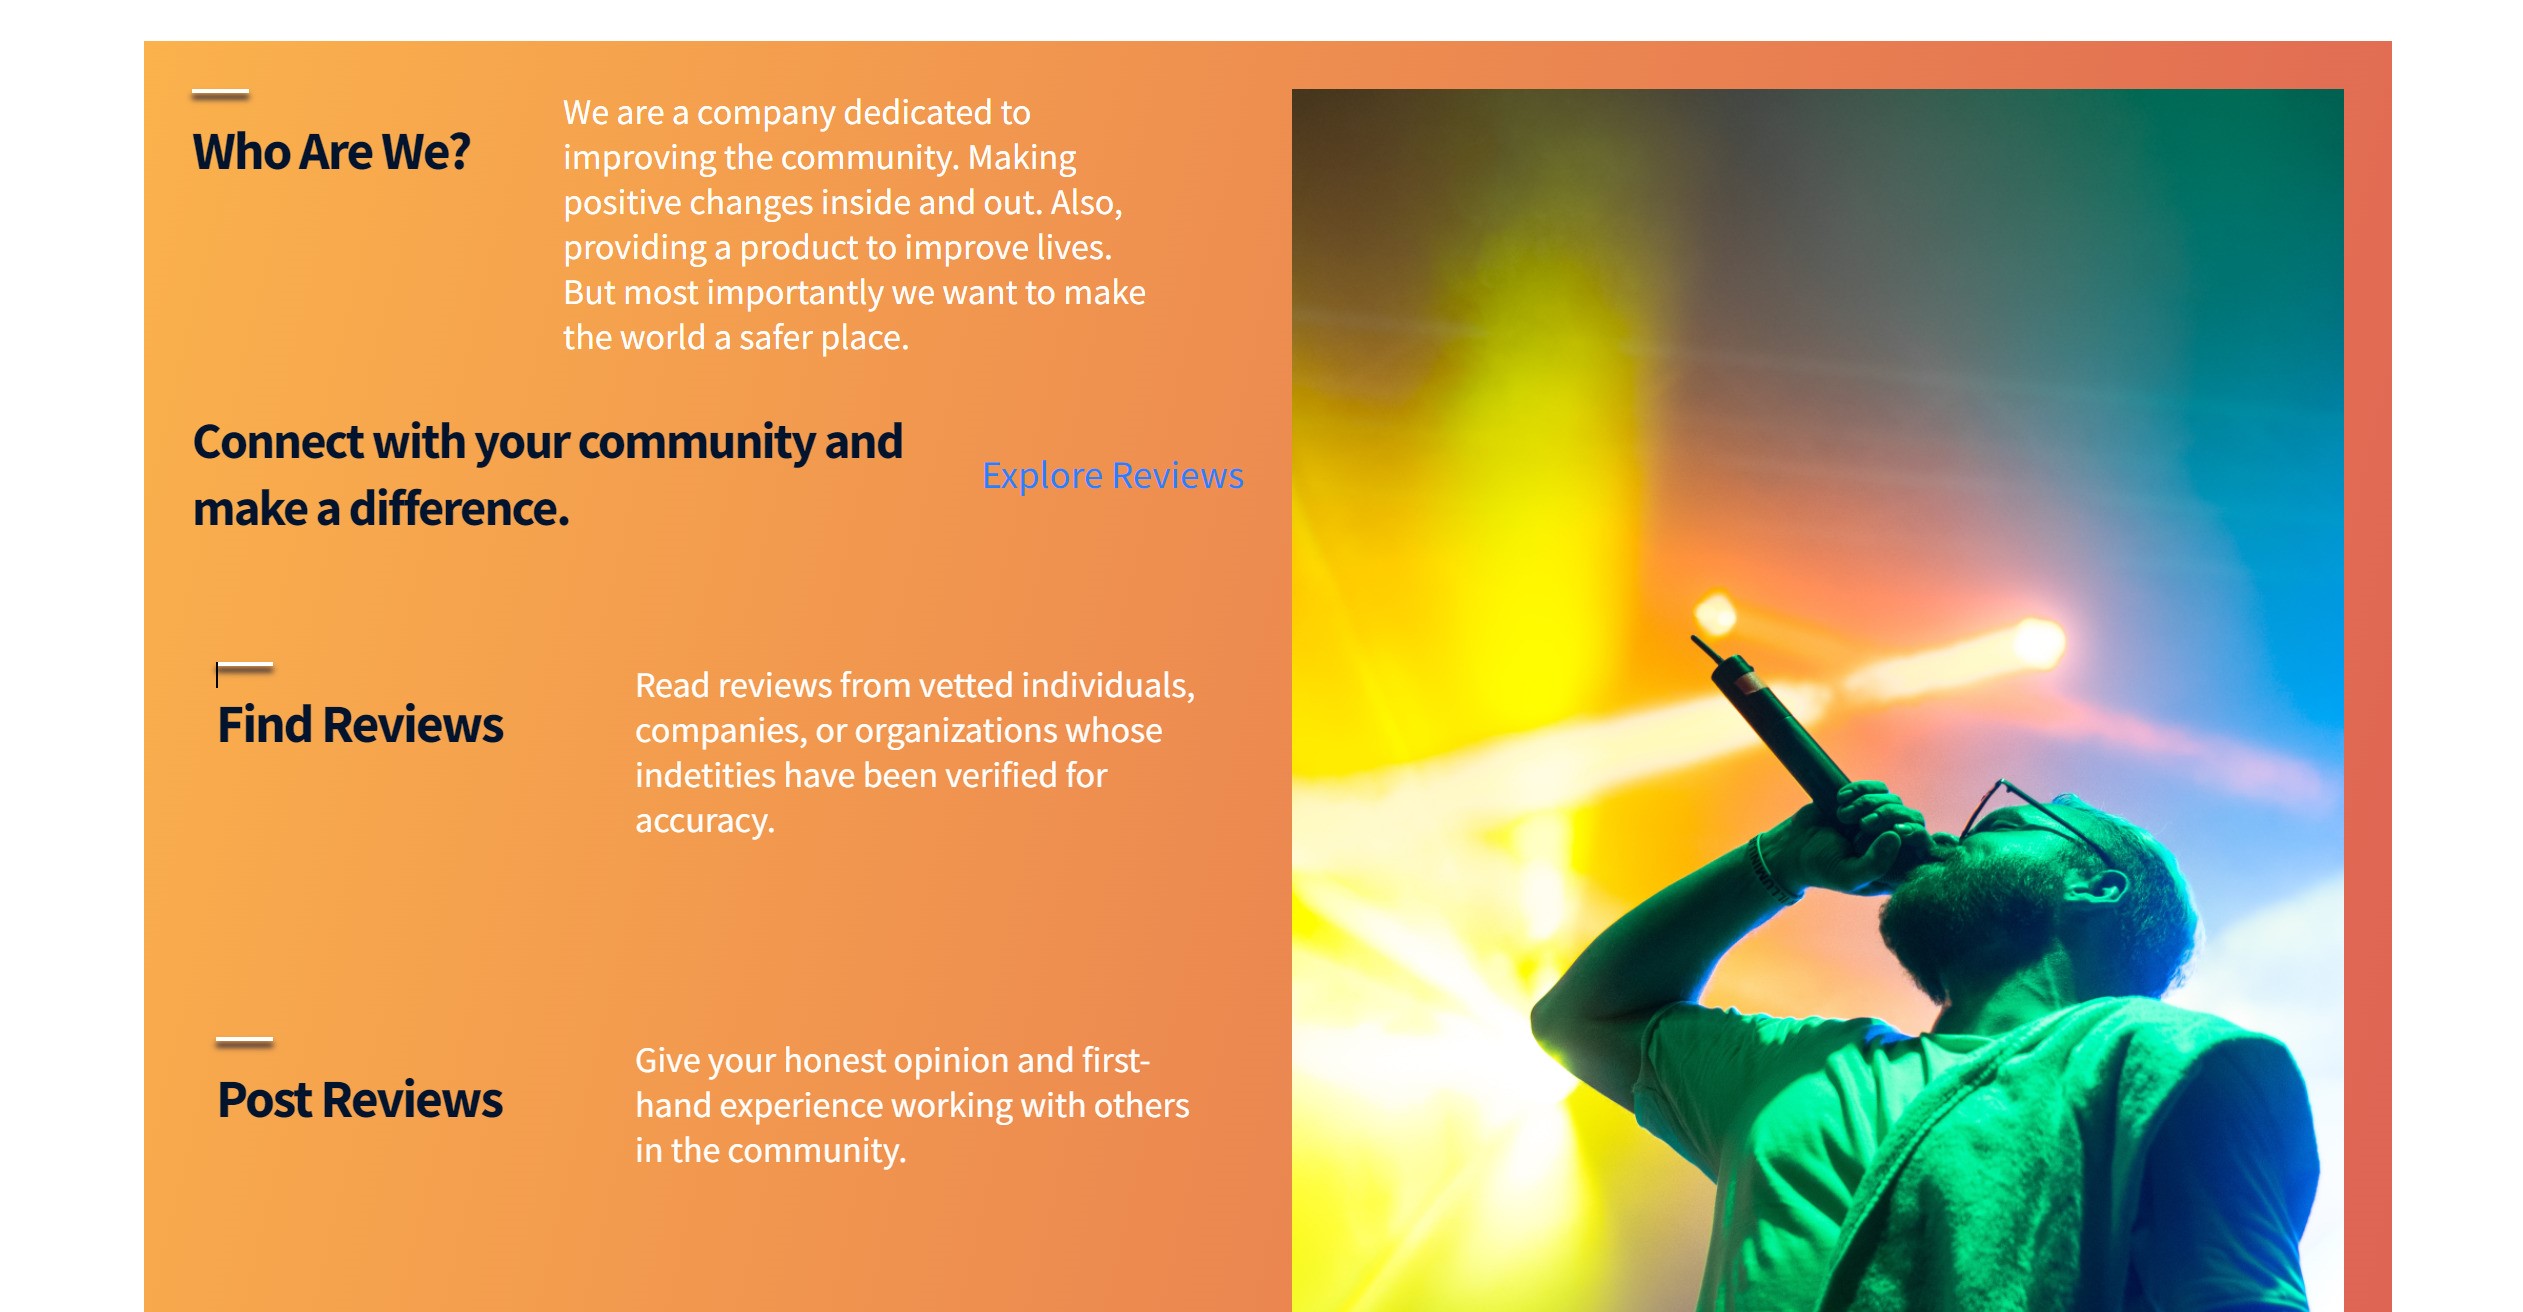 Who Are We?
We are a company dedicated to
improving the community. Making
positive changes inside and out. Also,
providing a product to improve lives.
But most importantly we want to make
the world a safer place.
Connect with your community and
make a difference.
Explore Reviews
Find Reviews
Read reviews from vetted individuals,
companies, or organizations whose
indetities have been verified for
accuracy.
Post Reviews
Give your honest opinion and first-
hand experience working with others
in the community.